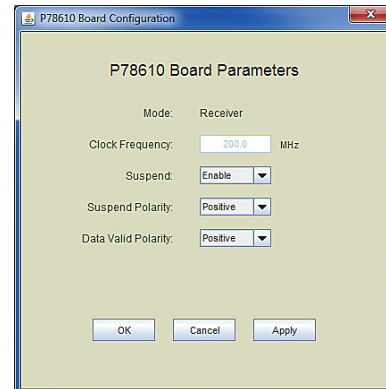 P78610 Board Configuration
P78610 Board Parameters
Mode: Receiver
Clock Frequency: 200.0 MHz
Suspend: Enable
Suspend Polarity: Positive
Data Valid Polarity: Positive
OK Cancel Apply